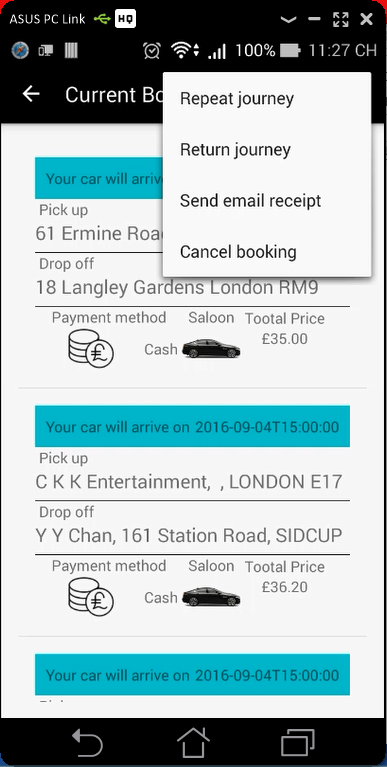 ASUS PC Link HQ
100% 11:27 CH
Current Bo
Repeat journey
Return journey
Send email receipt
Cancel booking
Your car will arriv
Pick up
61 Ermine Roa
Drop off
18 Langley Gardens London RM9
Payment method Saloon Tootal Price
Cash £35.00
Your car will arrive on 2016-09-04T15:00:00
Pick up
C K K Entertainment, , LONDON E17
Drop off
Y Y Chan, 161 Station Road, SIDCUP
Payment method Saloon Tootal Price
Cash £36.20
Your car will arrive on 2016-09-04T15:00:00